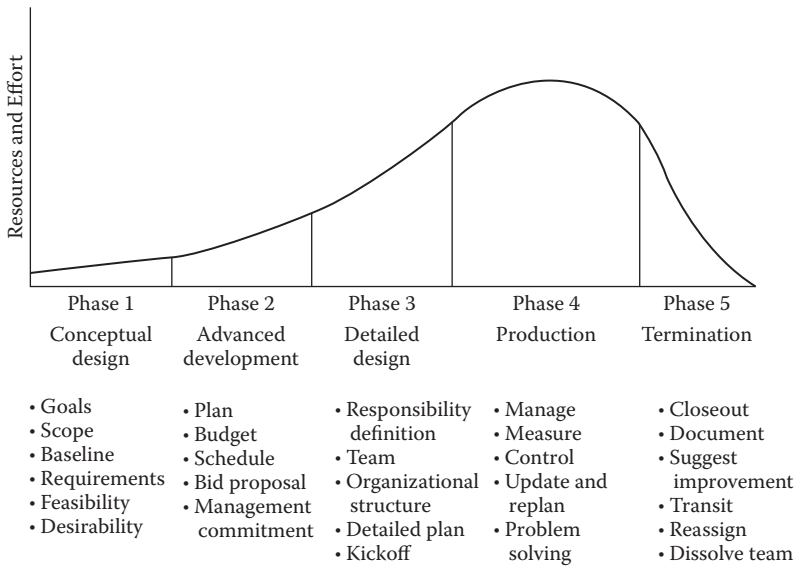 Resources and Effort
Phase 1
Conceptual
design
• Goals
• Scope
• Baseline
• Requirements
• Feasibility
• Desirability
Phase 2
Advanced
development
• Plan
• Budget
• Schedule
• Bid proposal
• Management
commitment
Phase 3
Detailed
design
• Responsibility
definition
• Team
• Organizational
structure
• Detailed plan
• Kickoff
Phase 4
Production
• Manage
• Measure
• Control
• Update and
replan
• Problem
solving
Phase 5
Termination
• Closeout
• Document
• Suggest
improvement
• Transit
• Reassign
• Dissolve team